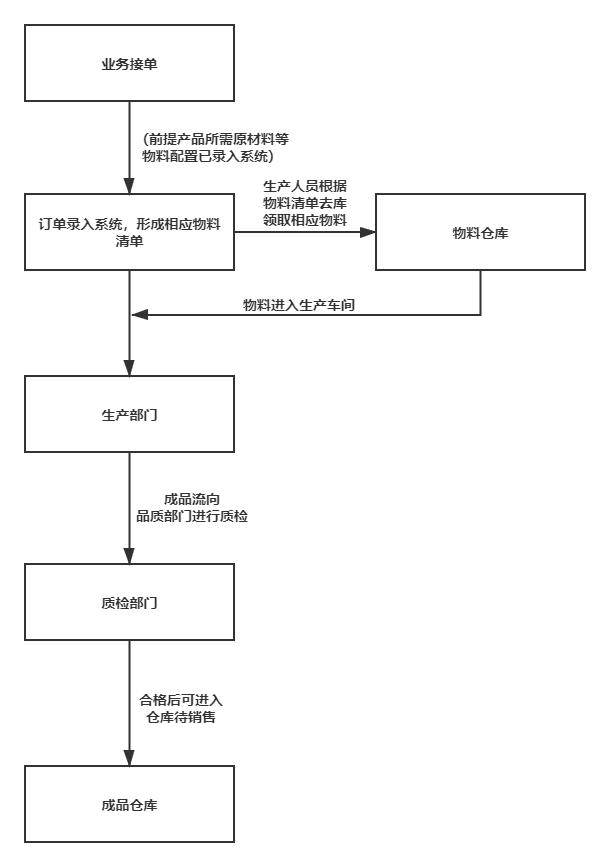 业务接单
（前提产品所需原材料等
物料配置已录入系统）
订单录入系统，形成相应物料
清单
生产人员根据
物料清单去库
领取相应物料
物料仓库
物料进入生产车间
生产部门
成品流向
品质部门进行质检
质检部门
合格后可进入
仓库待销售
成品仓库